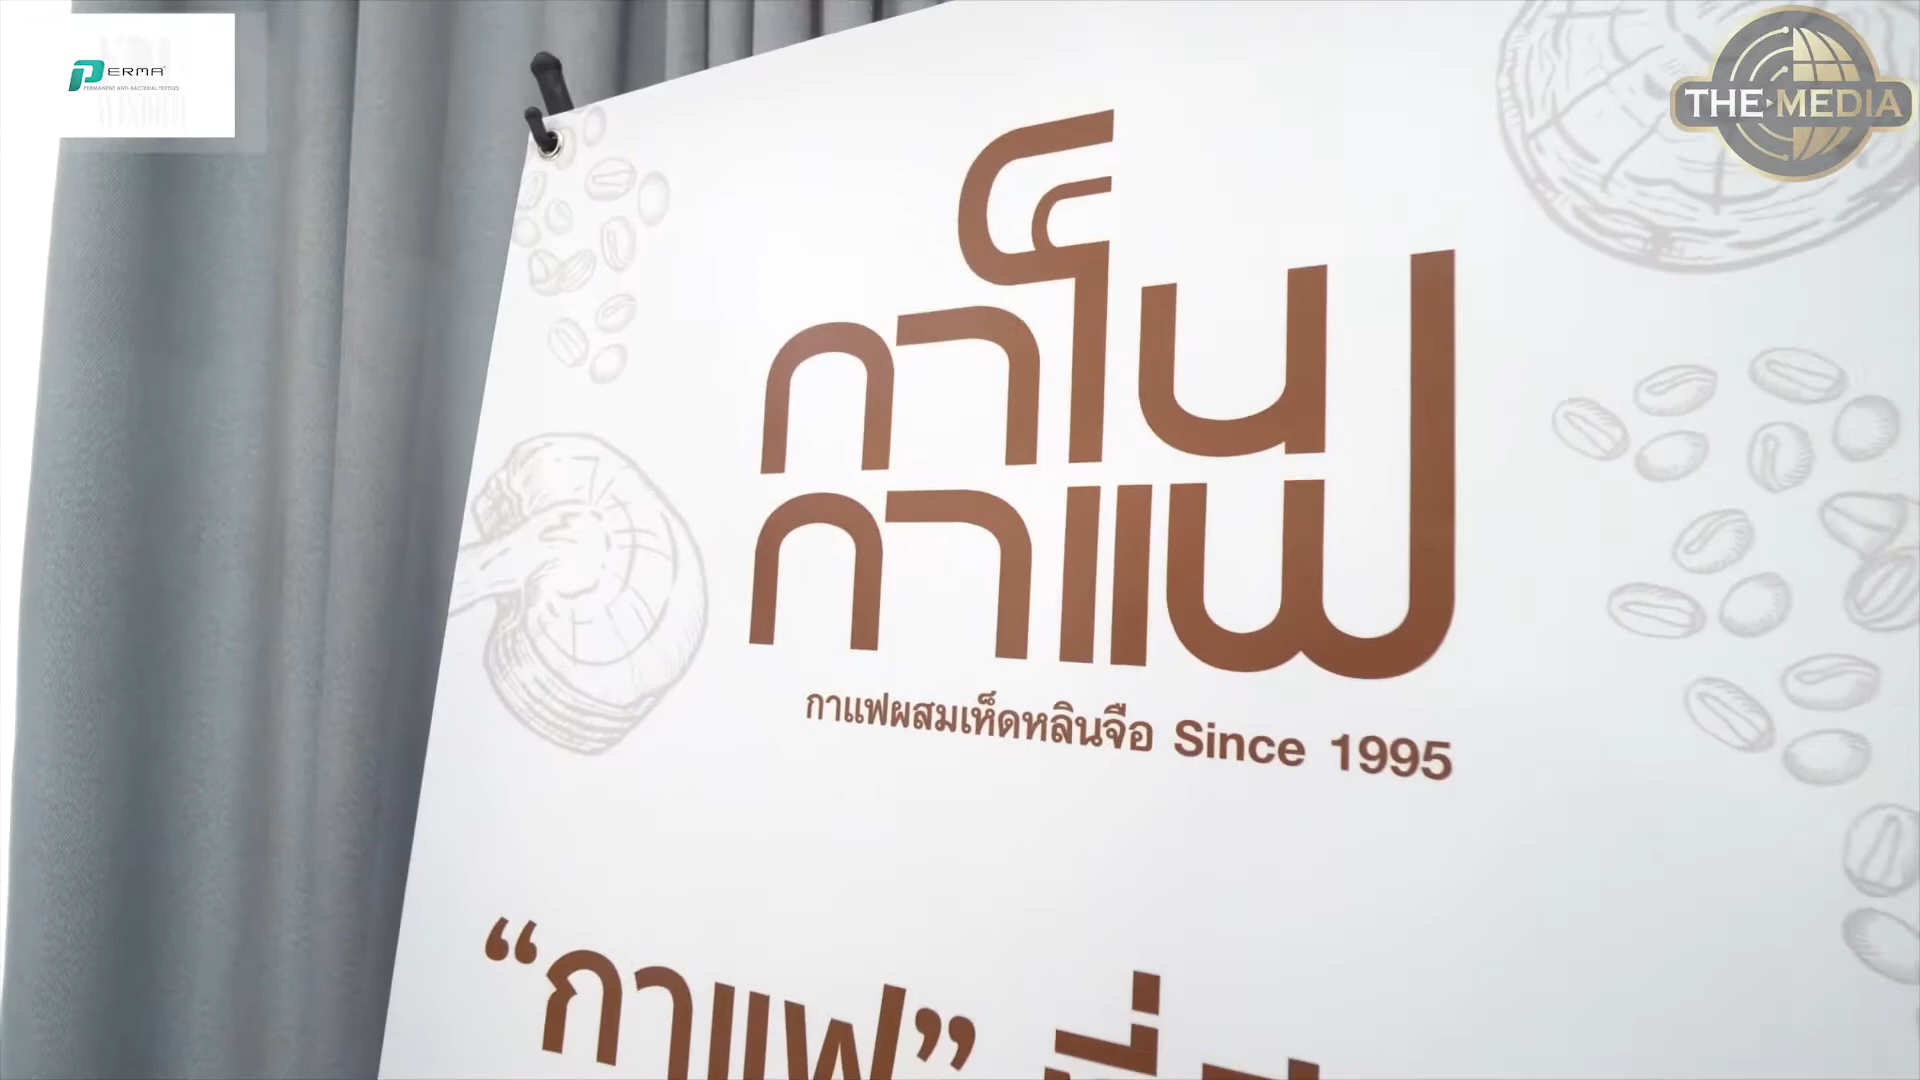 PERMA
PERMANENT ANTI-BACTERIAL TEXTILES
THE MEDIA
กาโน
กาแฟ
กาแฟผสมเห็ดหลินจือ Since 1995
“กาแฟ” ที่